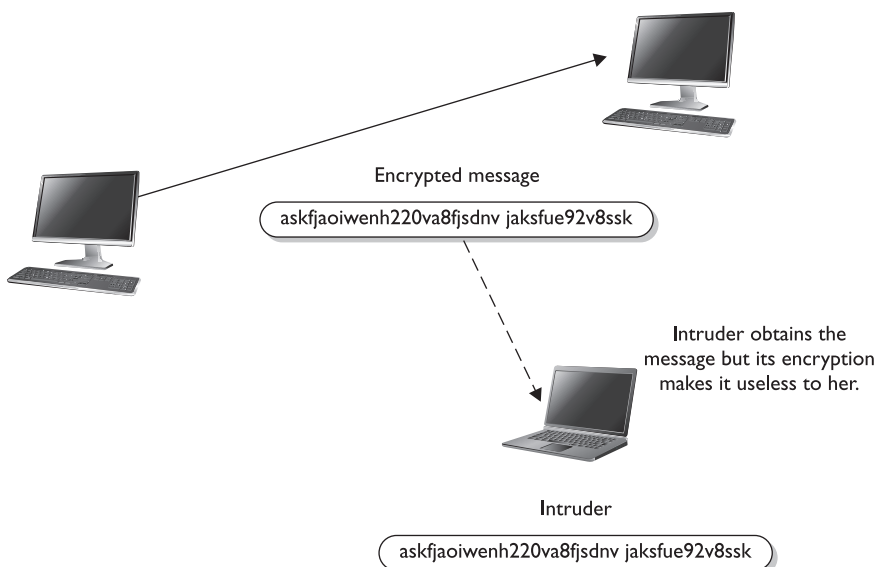 Encrypted message
askfjaoiwenh220va8fjsdnv jaksfue92v8ssk
Intruder obtains the
message but its encryption
makes it useless to her.
Intruder
askfjaoiwenh220va8fjsdnv jaksfue92v8ssk